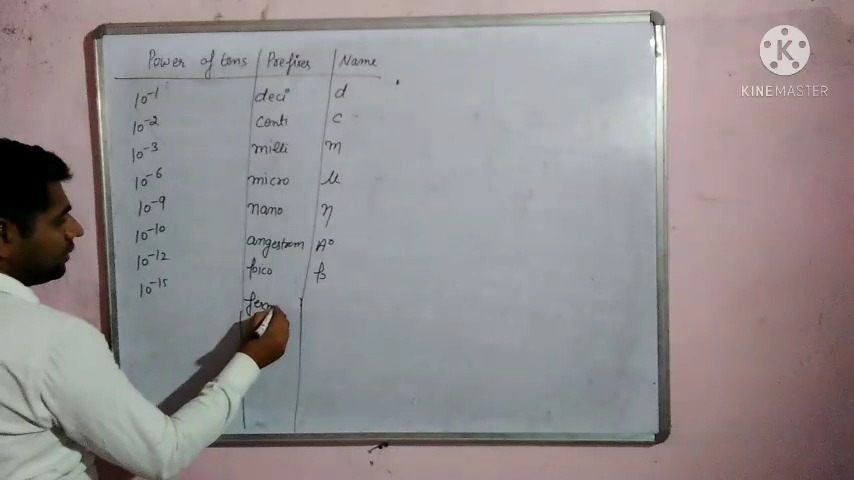 Power of tens | Prefixes | Name
10⁻¹ deci d
10⁻² centi c
10⁻³ milli m
10⁻⁶ micro μ
10⁻⁹ nano η
10⁻¹⁰ angestrom A°
10⁻¹² pico p
10⁻¹⁵
KINEMASTER